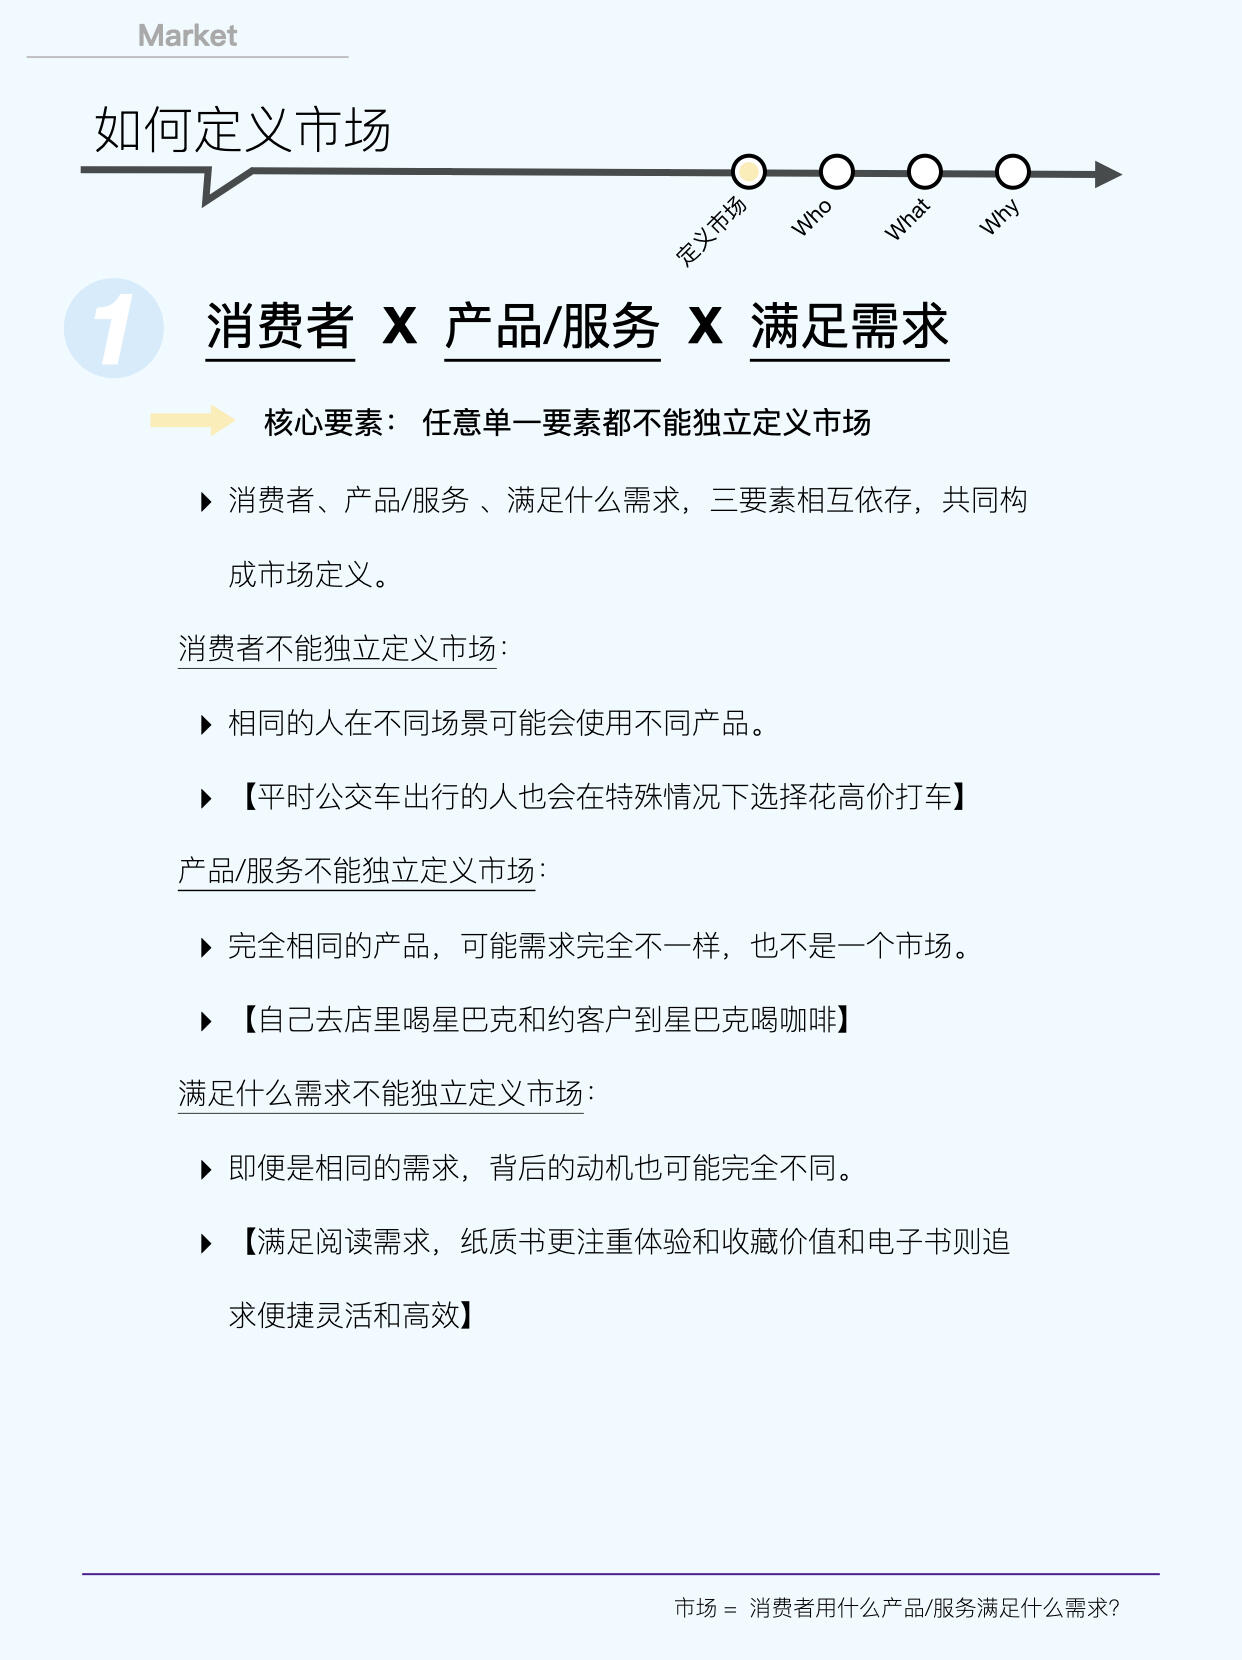 Market
如何定义市场
定义市场
Who
What
Why
1
消费者 X 产品/服务 X 满足需求
核心要素： 任意单一要素都不能独立定义市场
消费者、产品/服务 、满足什么需求，三要素相互依存，共同构
成市场定义。
消费者不能独立定义市场：
相同的人在不同场景可能会使用不同产品。
【平时公交车出行的人也会在特殊情况下选择花高价打车】
产品/服务不能独立定义市场：
完全相同的产品，可能需求完全不一样，也不是一个市场。
【自己去店里喝星巴克和约客户到星巴克喝咖啡】
满足什么需求不能独立定义市场：
即便是相同的需求，背后的动机也可能完全不同。
【满足阅读需求，纸质书更注重体验和收藏价值和电子书则追
求便捷灵活和高效】
市场 = 消费者用什么产品/服务满足什么需求？